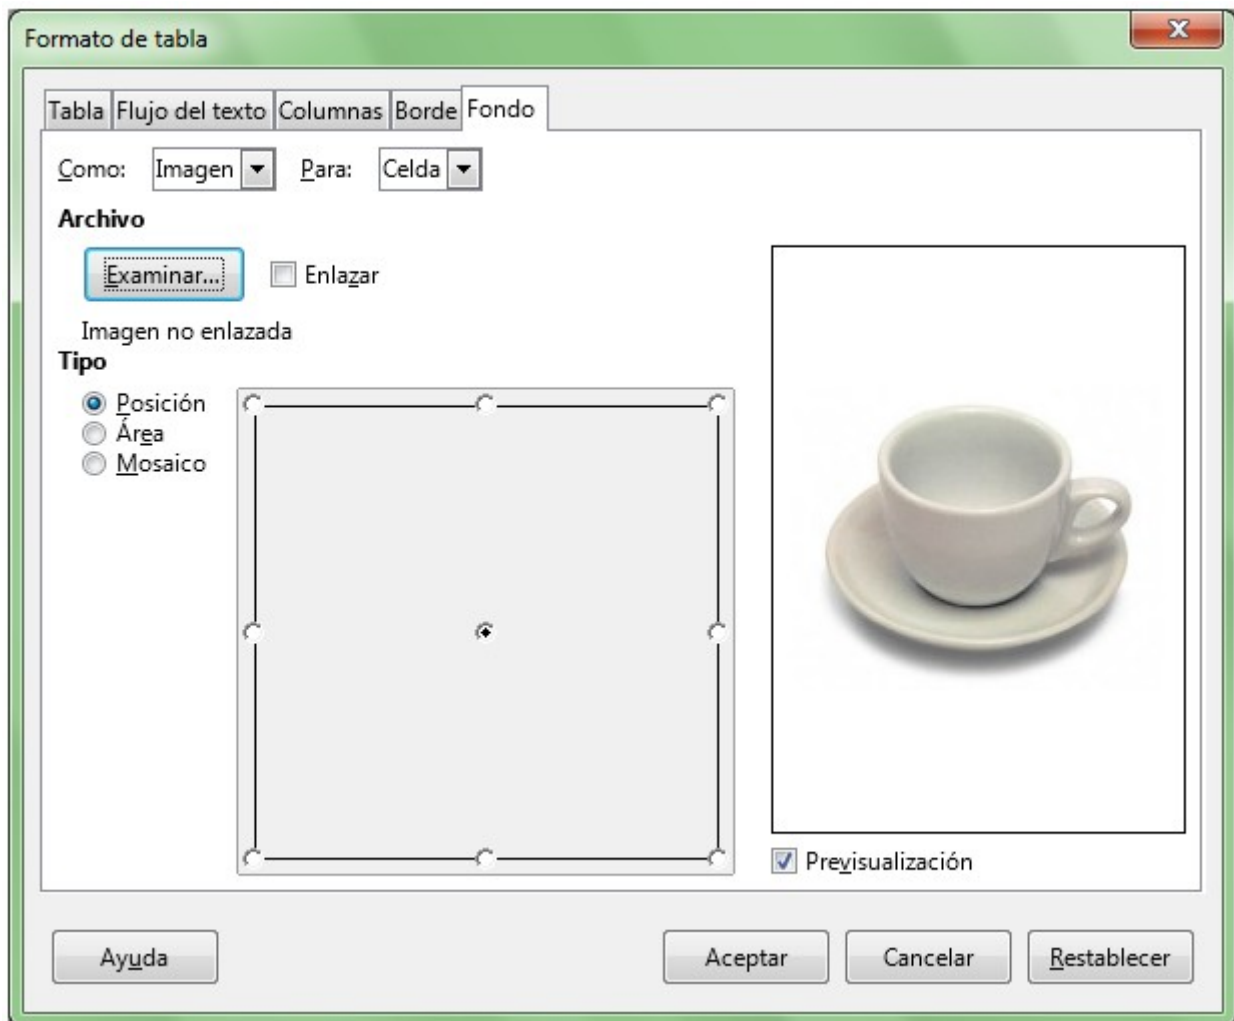 Formato de tabla
Tabla Flujo del texto Columnas Borde Fondo
Como: Imagen Para: Celda
Archivo
Examinar... Enlazar
Imagen no enlazada
Tipo
Posición
Área
Mosaico
Previsualización
Ayuda Aceptar Cancelar Restablecer